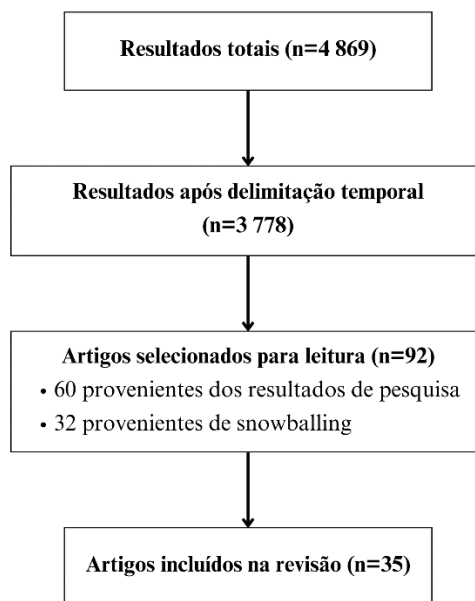 Resultados totais (n=4 869)
Resultados após delimitação temporal
(n=3 778)
Artigos selecionados para leitura (n=92)
• 60 provenientes dos resultados de pesquisa
• 32 provenientes de snowballing
Artigos incluídos na revisão (n=35)